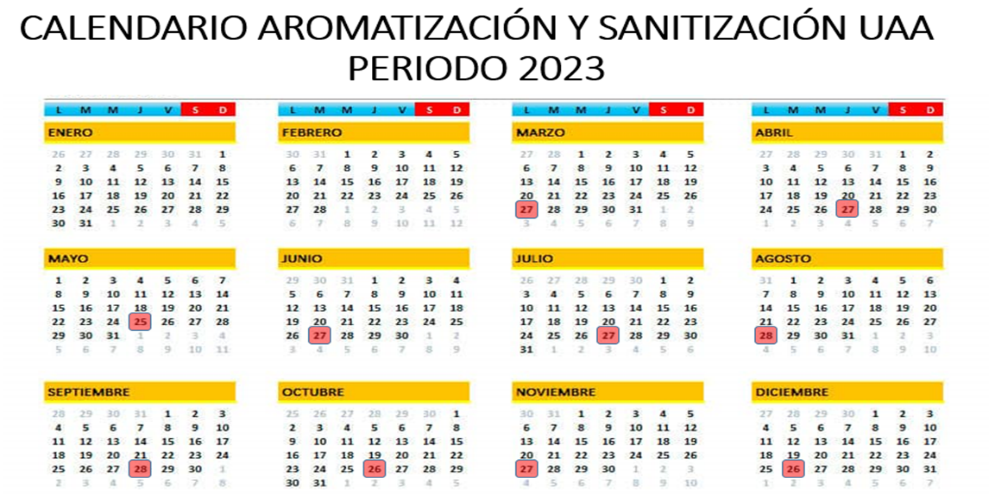 CALENDARIO AROMATIZACIÓN Y SANITIZACIÓN UAA
PERIODO 2023
L M M J V S D
ENERO
26 27 28 29 30 31 1
2 3 4 5 6 7 8
9 10 11 12 13 14 15
16 17 18 19 20 21 22
23 24 25 26 27 28 29
30 31 1 2 3 4 5
L M M J V S D
FEBRERO
30 31 1 2 3 4 5
6 7 8 9 10 11 12
13 14 15 16 17 18 19
20 21 22 23 24 25 26
27 28 1 2 3 4 5
6 7 8 9 10 11 12
L M M J V S D
MARZO
27 28 1 2 3 4 5
6 7 8 9 10 11 12
13 14 15 16 17 18 19
20 21 22 23 24 25 26
27 28 29 30 31 1 2
3 4 5 6 7 8 9
L M M J V S D
ABRIL
27 28 29 30 31 1 2
3 4 5 6 7 8 9
10 11 12 13 14 15 16
17 18 19 20 21 22 23
24 25 26 27 28 29 30
1 2 3 4 5 6 7
MAYO
1 2 3 4 5 6 7
8 9 10 11 12 13 14
15 16 17 18 19 20 21
22 23 24 25 26 27 28
29 30 31 1 2 3 4
5 6 7 8 9 10 11
JUNIO
29 30 31 1 2 3 4
5 6 7 8 9 10 11
12 13 14 15 16 17 18
19 20 21 22 23 24 25
26 27 28 29 30 1 2
3 4 5 6 7 8 9
JULIO
26 27 28 29 30 1 2
3 4 5 6 7 8 9
10 11 12 13 14 15 16
17 18 19 20 21 22 23
24 25 26 27 28 29 30
31 1 2 3 4 5 6
AGOSTO
31 1 2 3 4 5 6
7 8 9 10 11 12 13
14 15 16 17 18 19 20
21 22 23 24 25 26 27
28 29 30 31 1 2 3
4 5 6 7 8 9 10
SEPTIEMBRE
28 29 30 31 1 2 3
4 5 6 7 8 9 10
11 12 13 14 15 16 17
18 19 20 21 22 23 24
25 26 27 28 29 30 1
2 3 4 5 6 7 8
OCTUBRE
25 26 27 28 29 30 1
2 3 4 5 6 7 8
9 10 11 12 13 14 15
16 17 18 19 20 21 22
23 24 25 26 27 28 29
30 31 1 2 3 4 5
NOVIEMBRE
30 31 1 2 3 4 5
6 7 8 9 10 11 12
13 14 15 16 17 18 19
20 21 22 23 24 25 26
27 28 29 30 1 2 3
4 5 6 7 8 9 10
DICIEMBRE
27 28 29 30 1 2 3
4 5 6 7 8 9 10
11 12 13 14 15 16 17
18 19 20 21 22 23 24
25 26 27 28 29 30 31
1 2 3 4 5 6 7